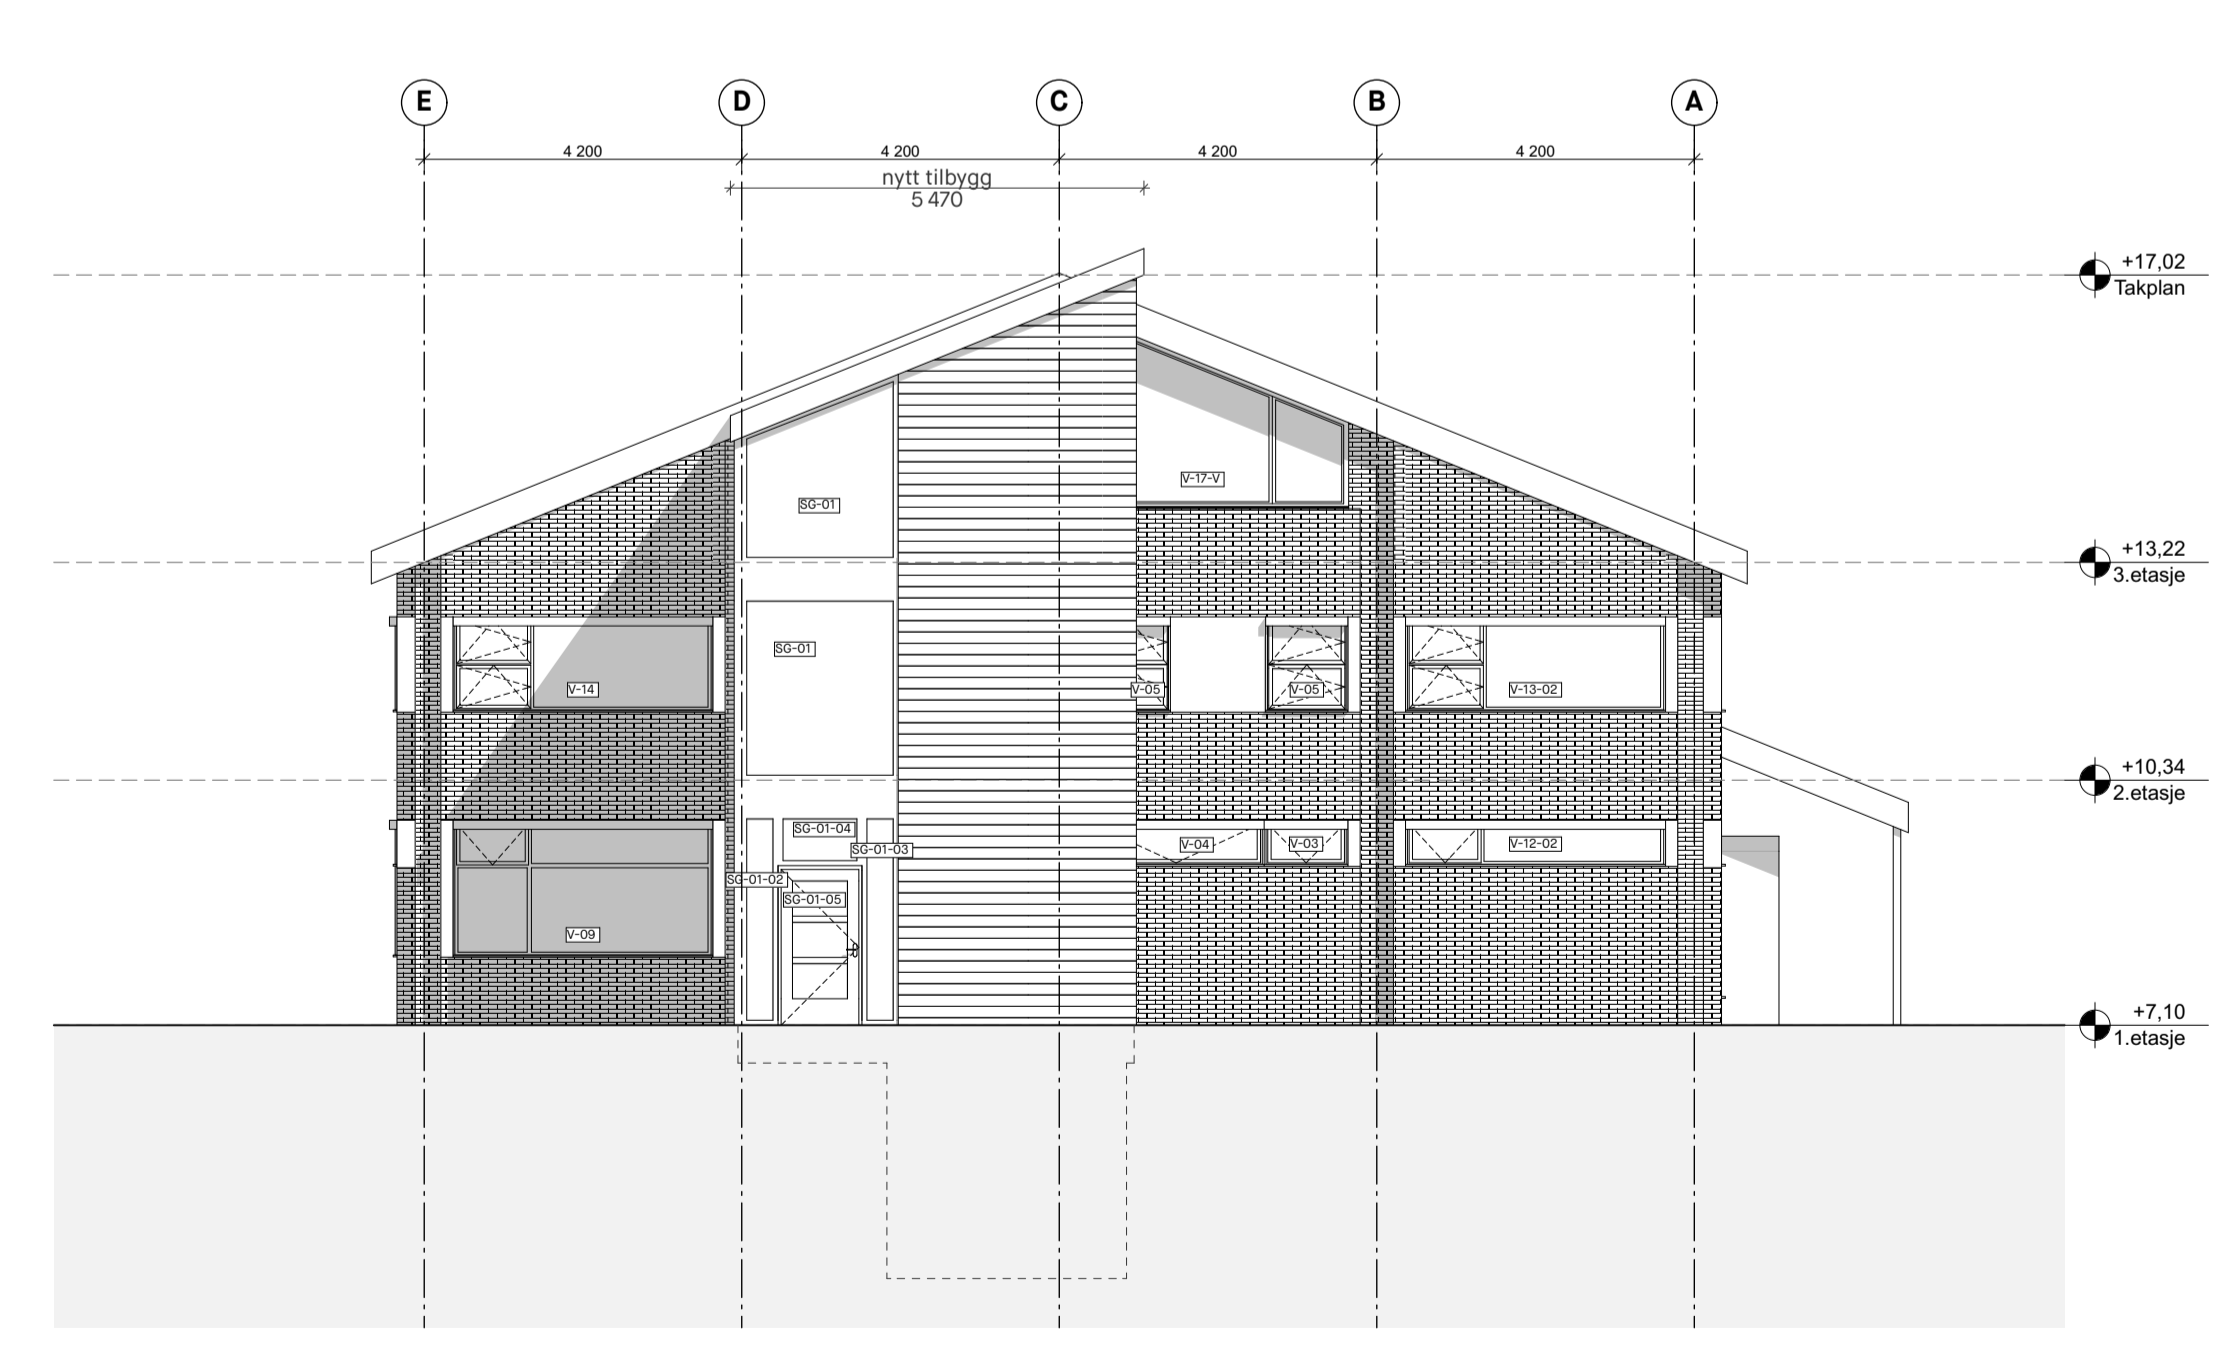 E
D
C
B
A
4 200
4 200
4 200
4 200
nytt tilbygg
5 470
+17,02
Takplan
V-17-V
SG-01
+13,22
3.etasje
SG-01
V-14
V-05
V-05
V-13-02
+10,34
2.etasje
SG-01-04
SG-01-03
V-04
V-03
V-12-02
SG-01-02
SG-01-05
V-09
+7,10
1.etasje